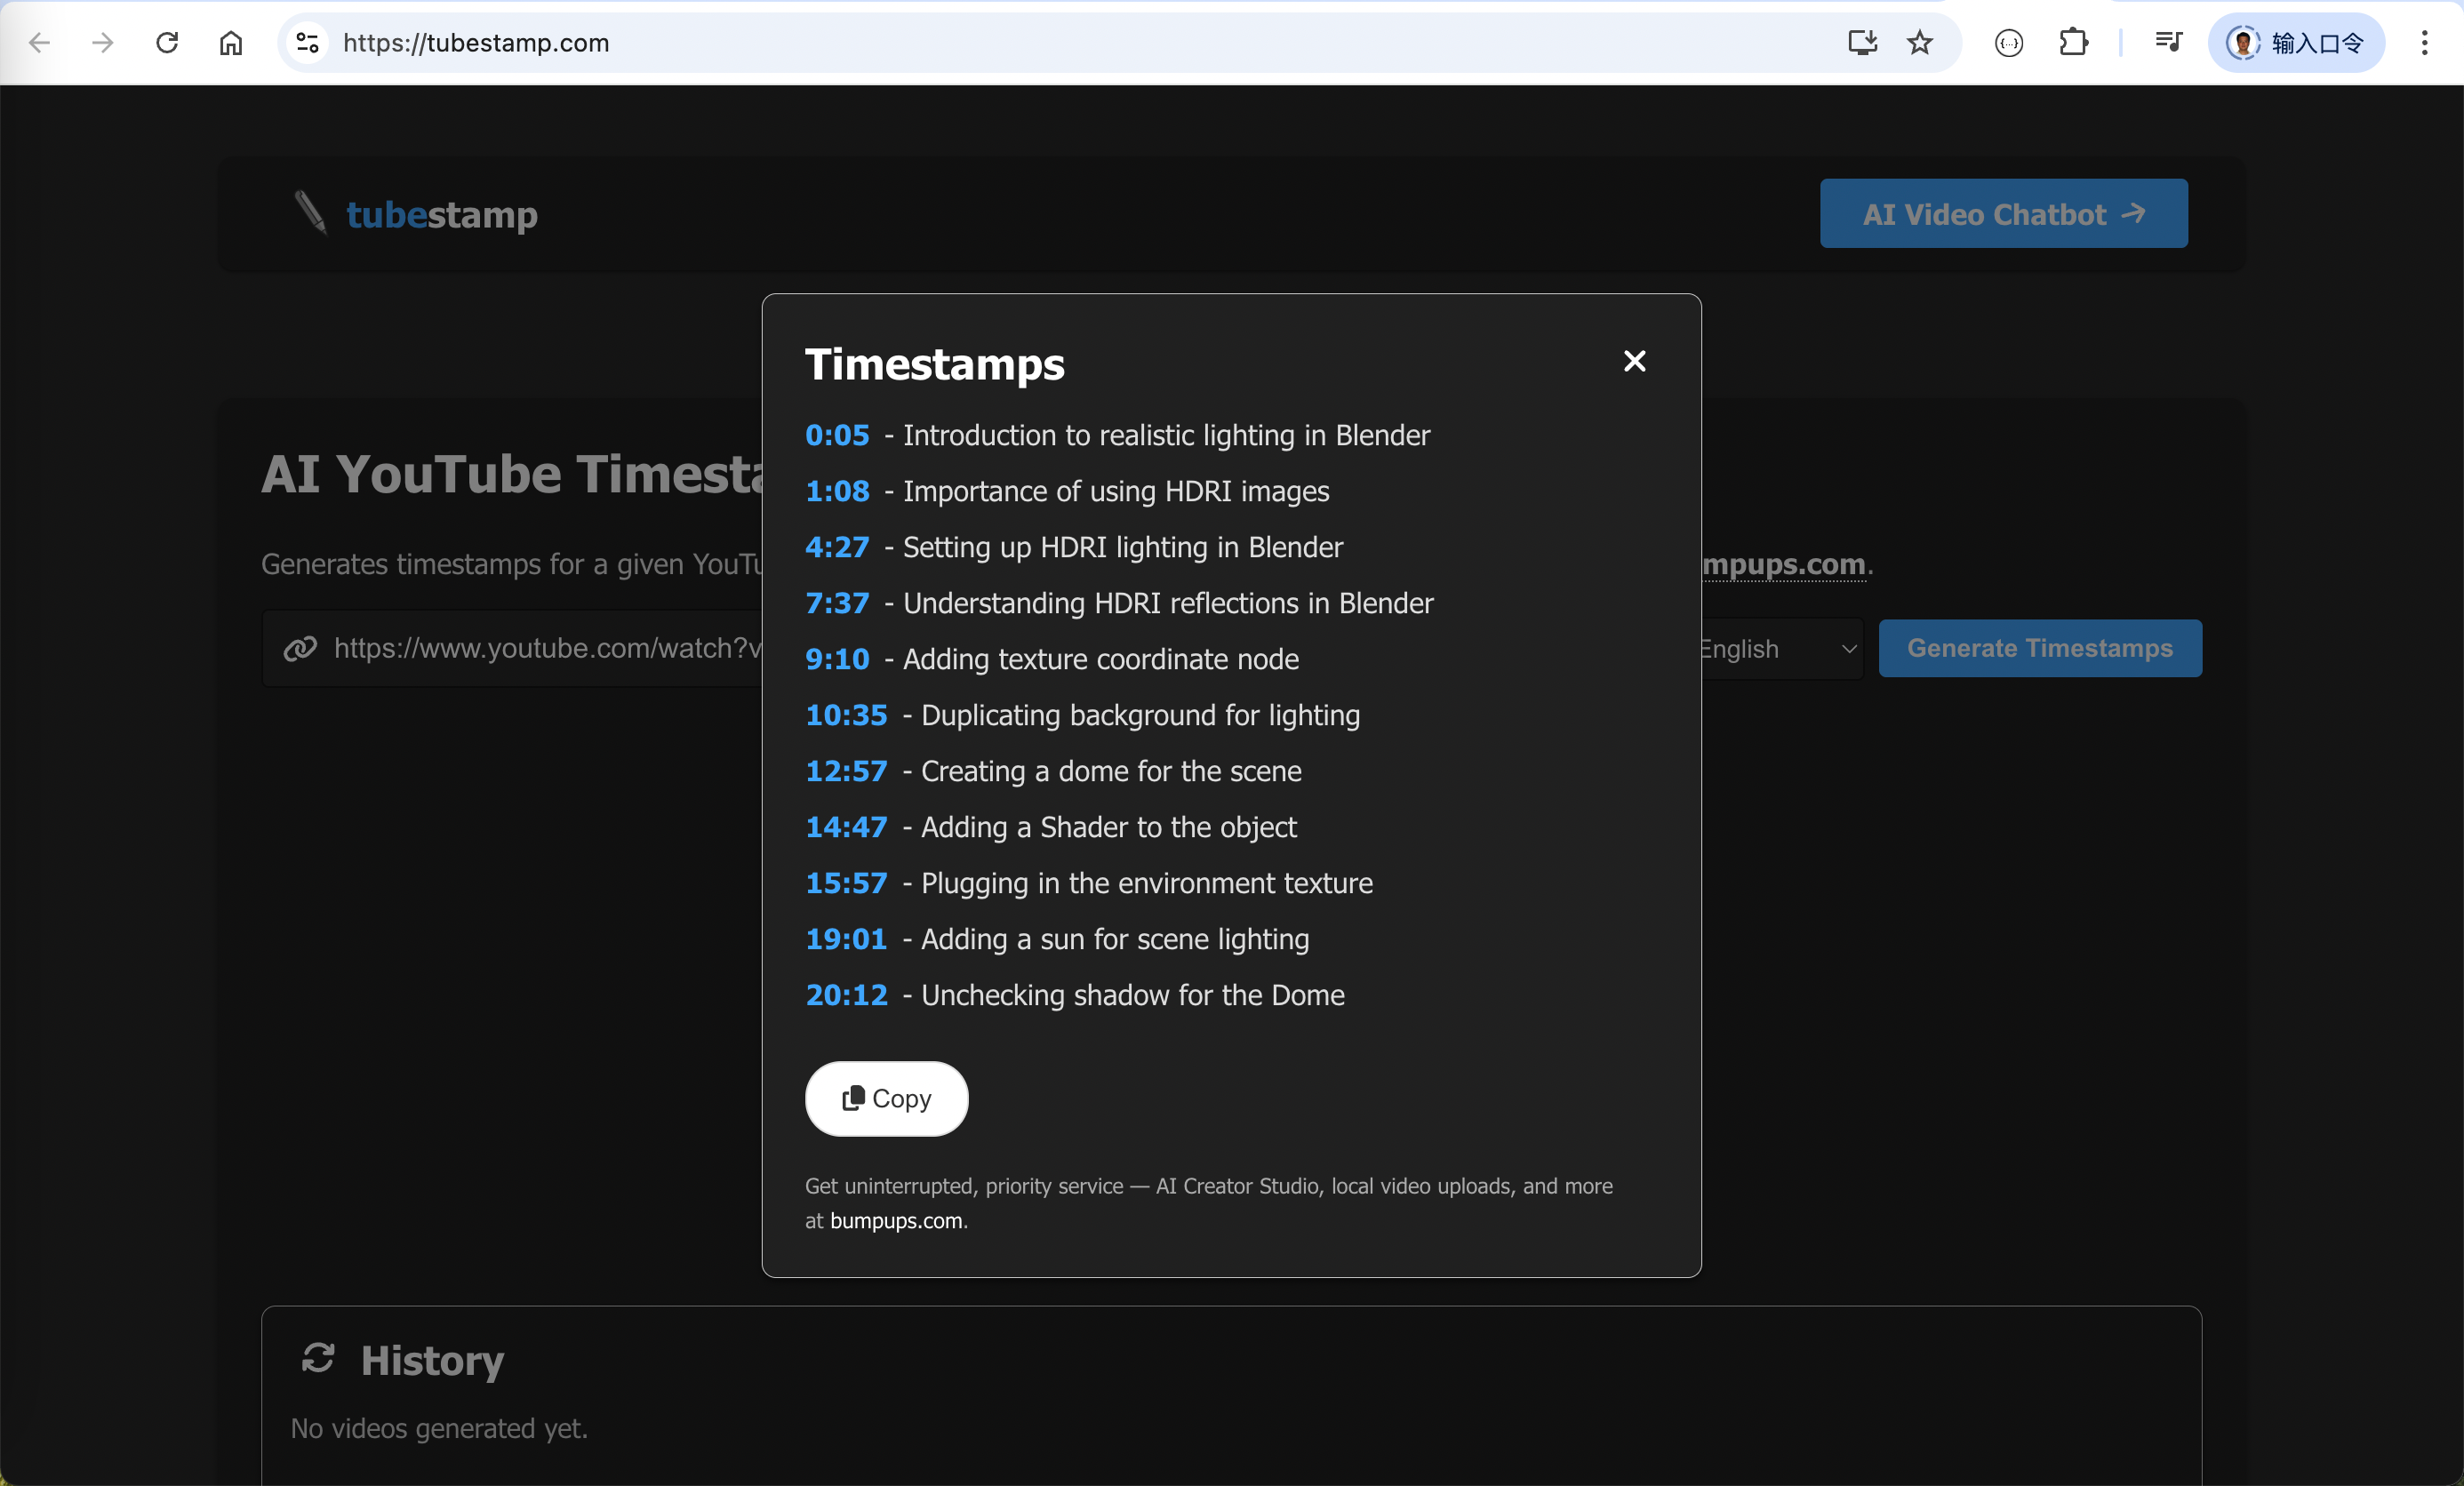 https://tubestamp.com
输入口令
tubestamp
AI Video Chatbot
Timestamps
0:05 - Introduction to realistic lighting in Blender
1:08 - Importance of using HDRI images
4:27 - Setting up HDRI lighting in Blender
7:37 - Understanding HDRI reflections in Blender
9:10 - Adding texture coordinate node
10:35 - Duplicating background for lighting
12:57 - Creating a dome for the scene
14:47 - Adding a Shader to the object
15:57 - Plugging in the environment texture
19:01 - Adding a sun for scene lighting
20:12 - Unchecking shadow for the Dome
Copy
Get uninterrupted, priority service — AI Creator Studio, local video uploads, and more
at bumpups.com.
AI YouTube
Generates timestamps for a given
mpups.com.
https://www.youtube.com/watch?v
English
Generate Timestamps
History
No videos generated yet.